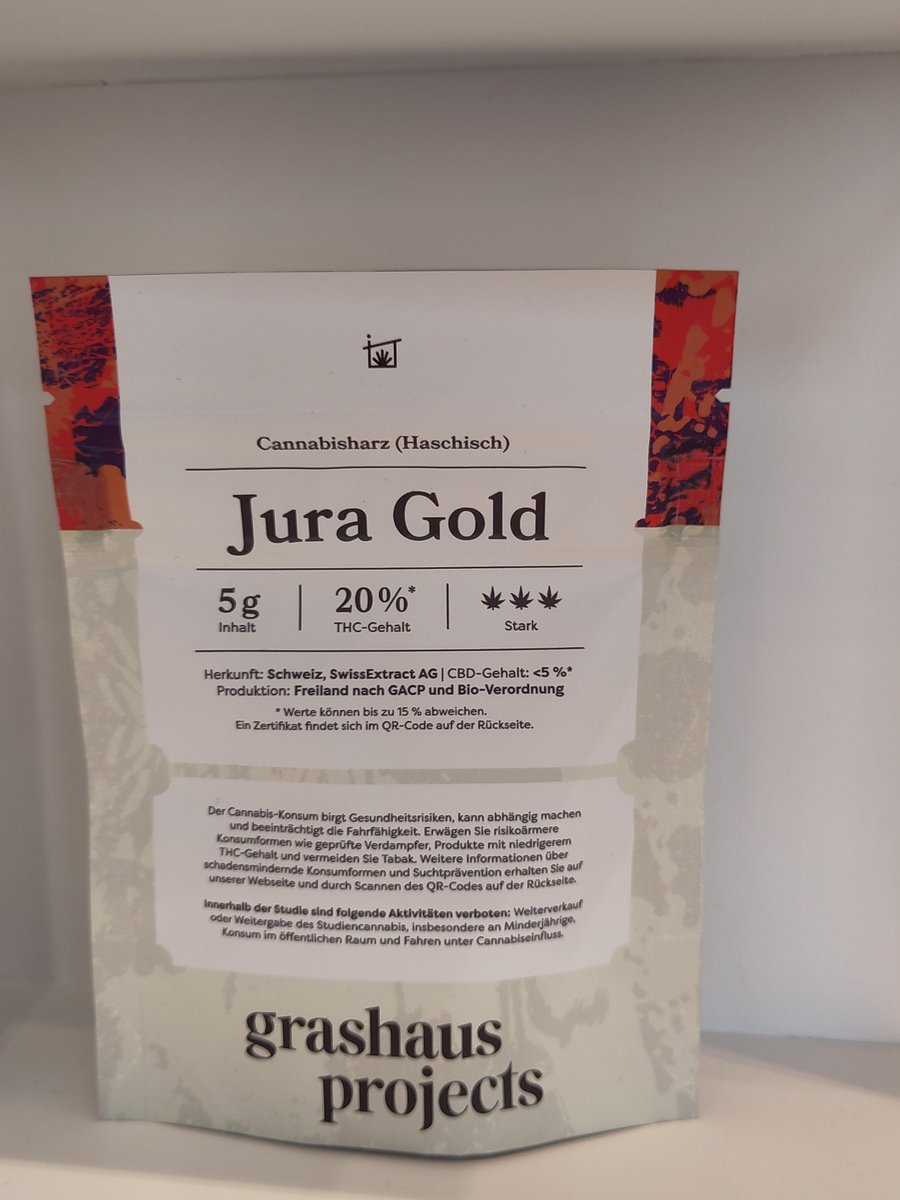 Cannabisharz (Haschisch)
Jura Gold
5 g 20 %*
Inhalt THC-Gehalt Stark
Herkunft: Schweiz, SwissExtract AG | CBD-Gehalt: <5 %*
Produktion: Freiland nach GACP und Bio-Verordnung
* Werte können bis zu 15 % abweichen.
Ein Zertifikat findet sich im QR-Code auf der Rückseite.
Der Cannabis-Konsum birgt Gesundheitsrisiken, kann abhängig machen
und beeinträchtigt die Fahrfähigkeit. Erwägen Sie risikoärmere
Konsumformen wie geprüfte Verdampfer, Produkte mit niedrigerem
THC-Gehalt und vermeiden Sie Tabak. Weitere Informationen über
schadensmindernde Konsumformen und Suchtprävention erhalten Sie auf
unserer Webseite und durch Scannen des QR-Codes auf der Rückseite.
Innerhalb der Studie sind folgende Aktivitäten verboten: Weiterverkauf
oder Weitergabe des Studiencannabis, insbesondere an Minderjährige,
Konsum im öffentlichen Raum und Fahren unter Cannabiseinfluss.
grashaus
projects